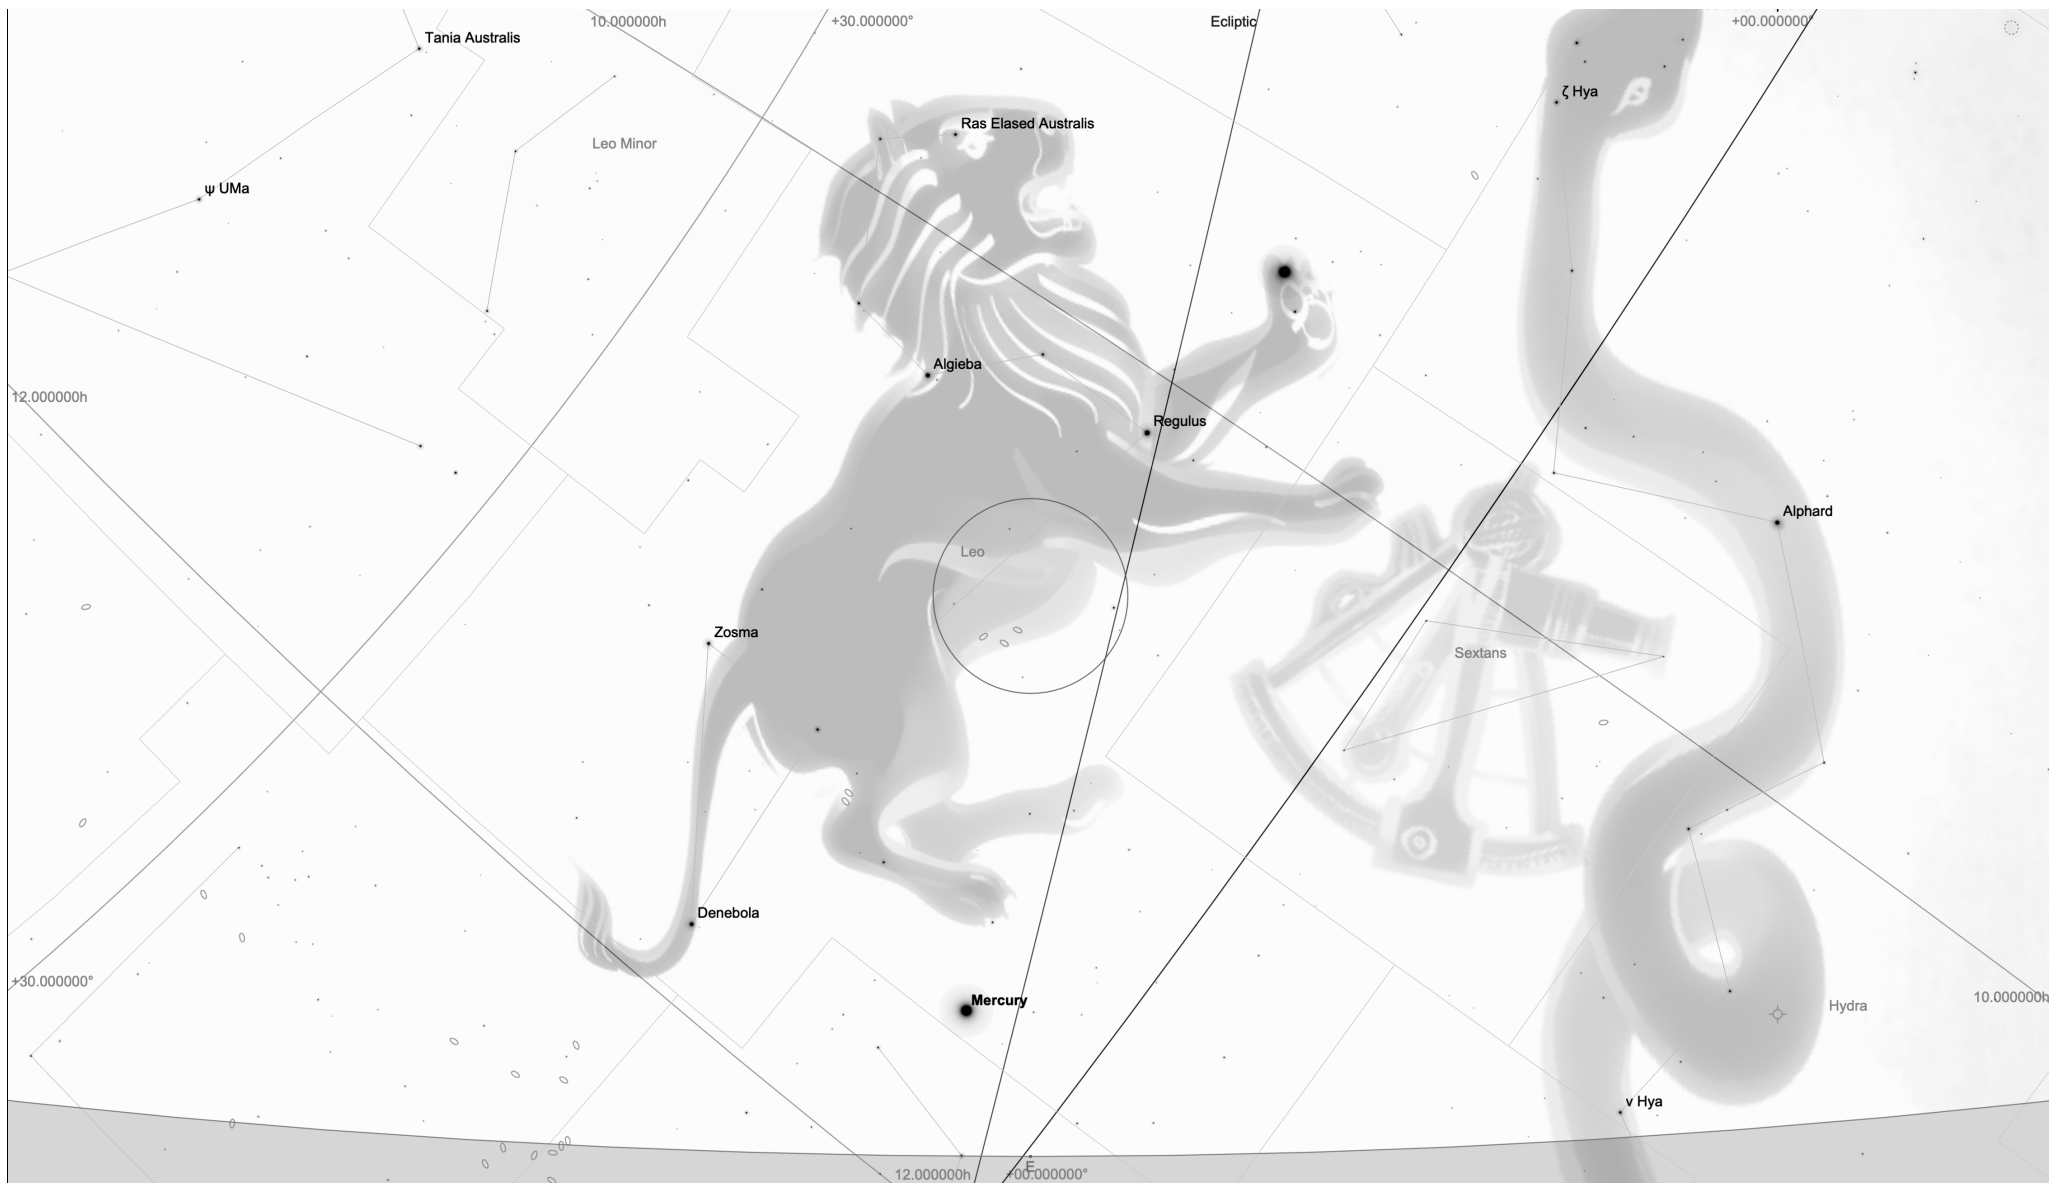 10.000000h
+30.000000°
Ecliptic
+00.000000°
Tania Australis
ζ Hya
Ras Elased Australis
Leo Minor
ψ UMa
Algieba
12.000000h
Regulus
Alphard
Leo
Zosma
Sextans
Denebola
+30.000000°
Mercury
10.000000h
Hydra
ν Hya
E
12.000000h
+00.000000°